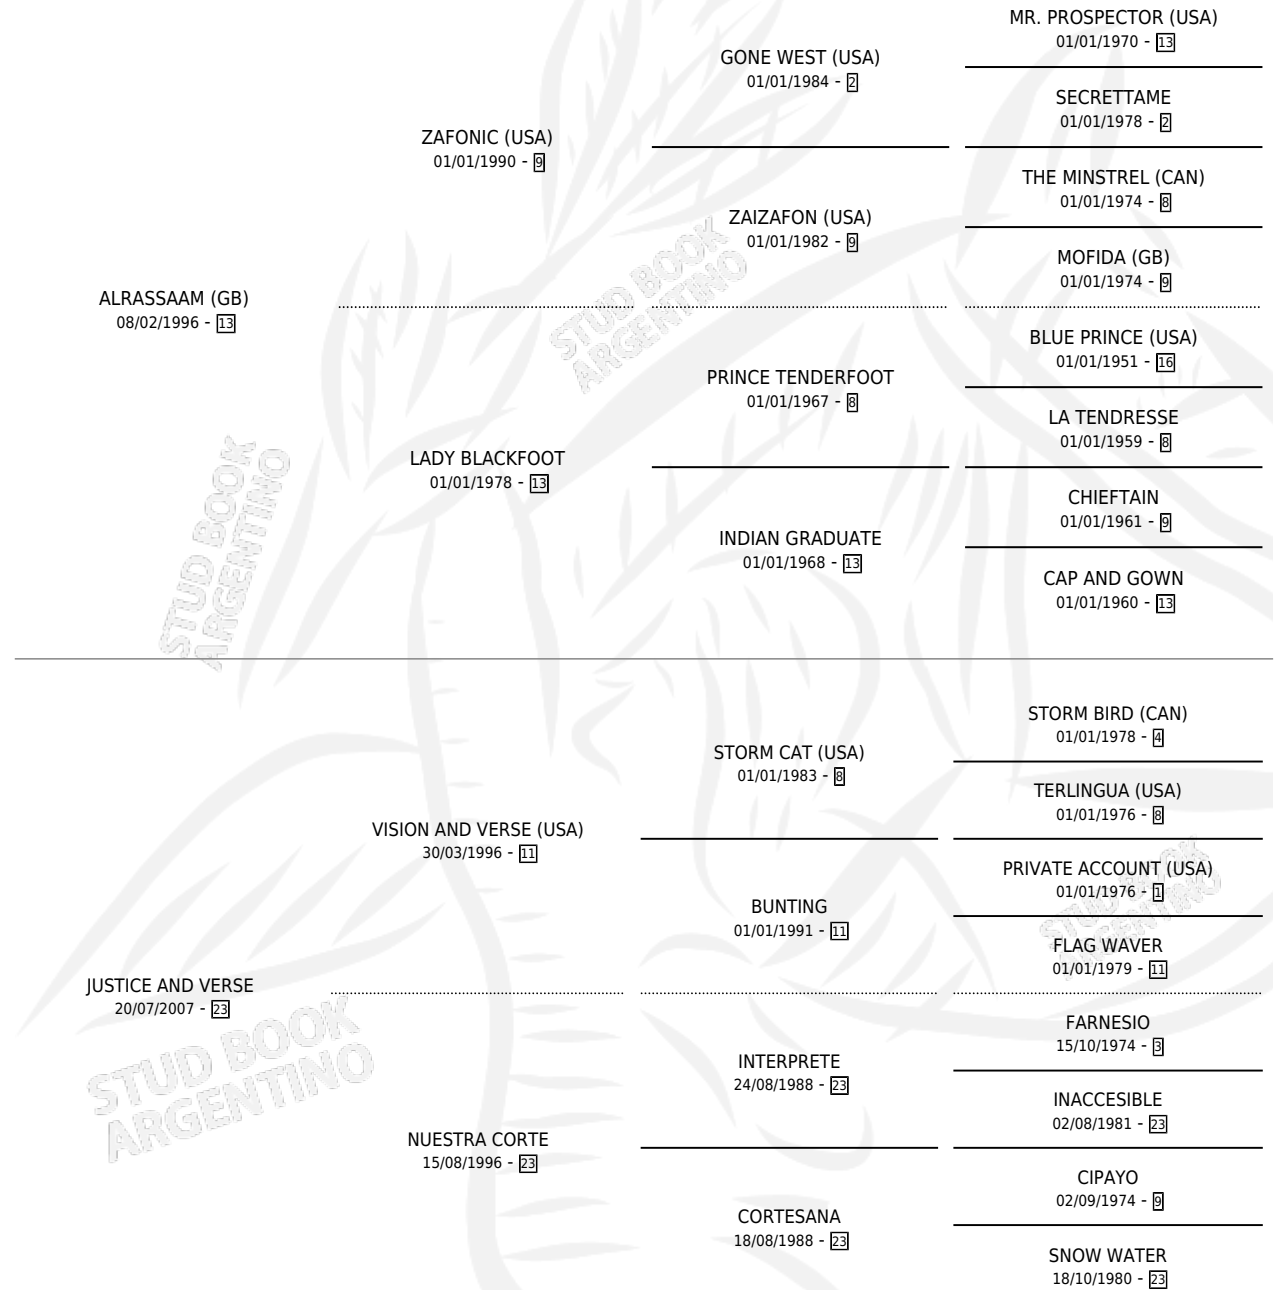 MR. PROSPECTOR (USA)
01/01/1970 - 13
GONE WEST (USA)
01/01/1984 - 2
SECRETTAME
01/01/1978 - 2
ZAFONIC (USA)
01/01/1990 - 9
THE MINSTREL (CAN)
01/01/1974 - 8
ZAIZAFON (USA)
01/01/1982 - 9
MOFIDA (GB)
01/01/1974 - 9
ALRASSAAM (GB)
08/02/1996 - 13
BLUE PRINCE (USA)
01/01/1951 - 16
PRINCE TENDERFOOT
01/01/1967 - 8
LA TENDRESSE
01/01/1959 - 8
LADY BLACKFOOT
01/01/1978 - 13
CHIEFTAIN
01/01/1961 - 9
INDIAN GRADUATE
01/01/1968 - 13
CAP AND GOWN
01/01/1960 - 13
STORM BIRD (CAN)
01/01/1978 - 4
STORM CAT (USA)
01/01/1983 - 8
TERLINGUA (USA)
01/01/1976 - 8
VISION AND VERSE (USA)
30/03/1996 - 11
PRIVATE ACCOUNT (USA)
01/01/1976 - 1
BUNTING
01/01/1991 - 11
FLAG WAVER
01/01/1979 - 11
JUSTICE AND VERSE
20/07/2007 - 23
FARNESIO
15/10/1974 - 3
INTERPRETE
24/08/1988 - 23
INACCESIBLE
02/08/1981 - 23
NUESTRA CORTE
15/08/1996 - 23
CIPAYO
02/09/1974 - 9
CORTESANA
18/08/1988 - 23
SNOW WATER
18/10/1980 - 23
STUD BOOK
ARGENTINO
STUD BOOK
ARGENTINO
STUD BOOK
ARGENTINO
STUD BOOK
ARGENTINO